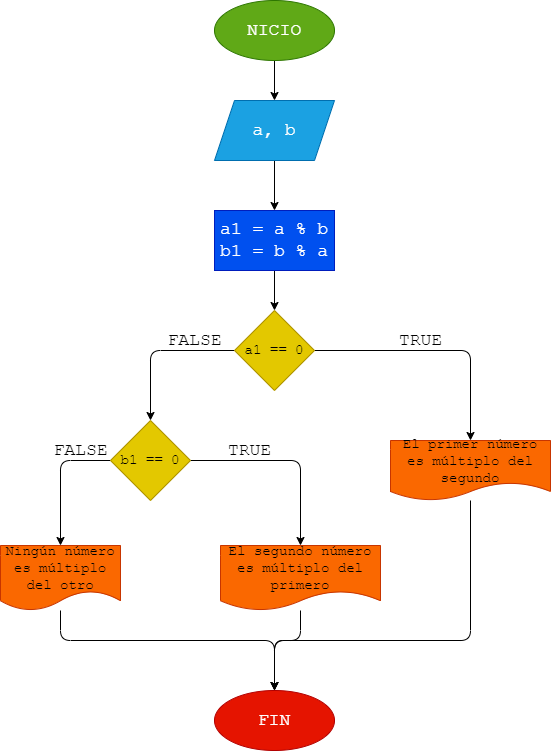 NICIO
a, b
a1 = a % b
b1 = b % a
FALSE
TRUE
a1 == 0
El primer número
es múltiplo del
segundo
FALSE
TRUE
b1 == 0
Ningún número
es múltiplo
del otro
El segundo número
es múltiplo del
primero
FIN